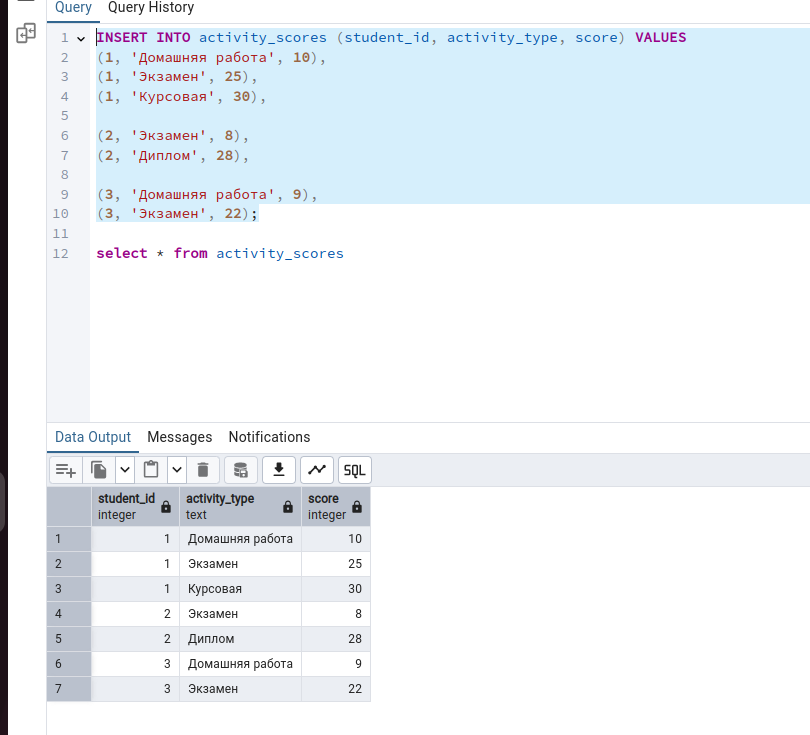 Query Query History
1 INSERT INTO activity_scores (student_id, activity_type, score) VALUES
2 (1, 'Домашняя работа', 10),
3 (1, 'Экзамен', 25),
4 (1, 'Курсовая', 30),
5
6 (2, 'Экзамен', 8),
7 (2, 'Диплом', 28),
8
9 (3, 'Домашняя работа', 9),
10 (3, 'Экзамен', 22);
11
12 select * from activity_scores
Data Output Messages Notifications
SQL
student_id activity_type score
integer text integer
1 1 Домашняя работа 10
2 1 Экзамен 25
3 1 Курсовая 30
4 2 Экзамен 8
5 2 Диплом 28
6 3 Домашняя работа 9
7 3 Экзамен 22